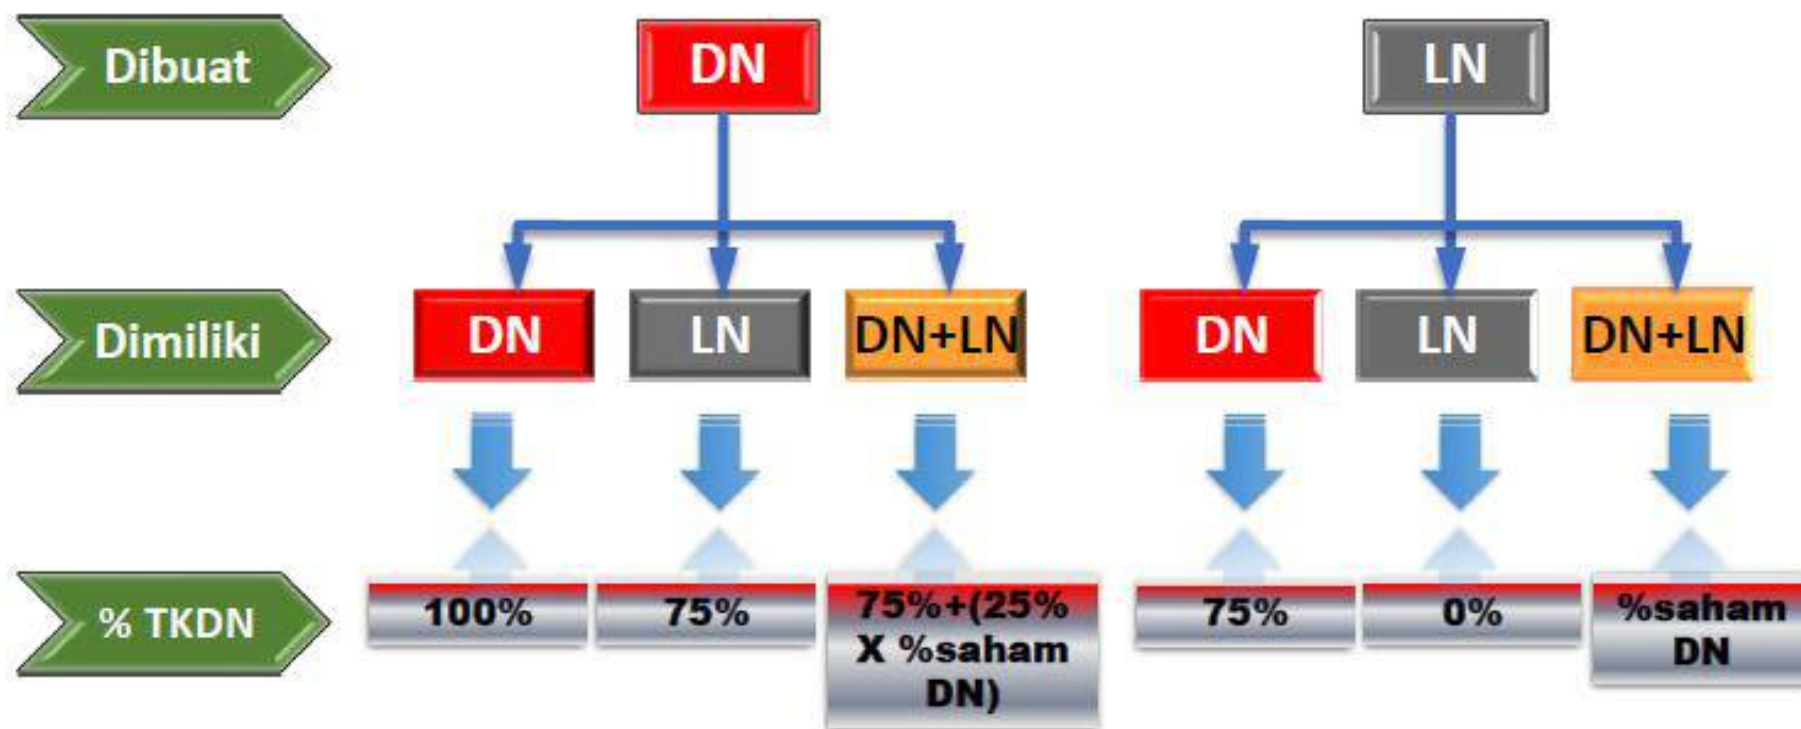 Dibuat
DN
LN
Dimiliki
DN
LN
DN+LN
DN
LN
DN+LN
% TKDN
100%
75%
75%+(25%
X %saham
DN)
75%
0%
%saham
DN